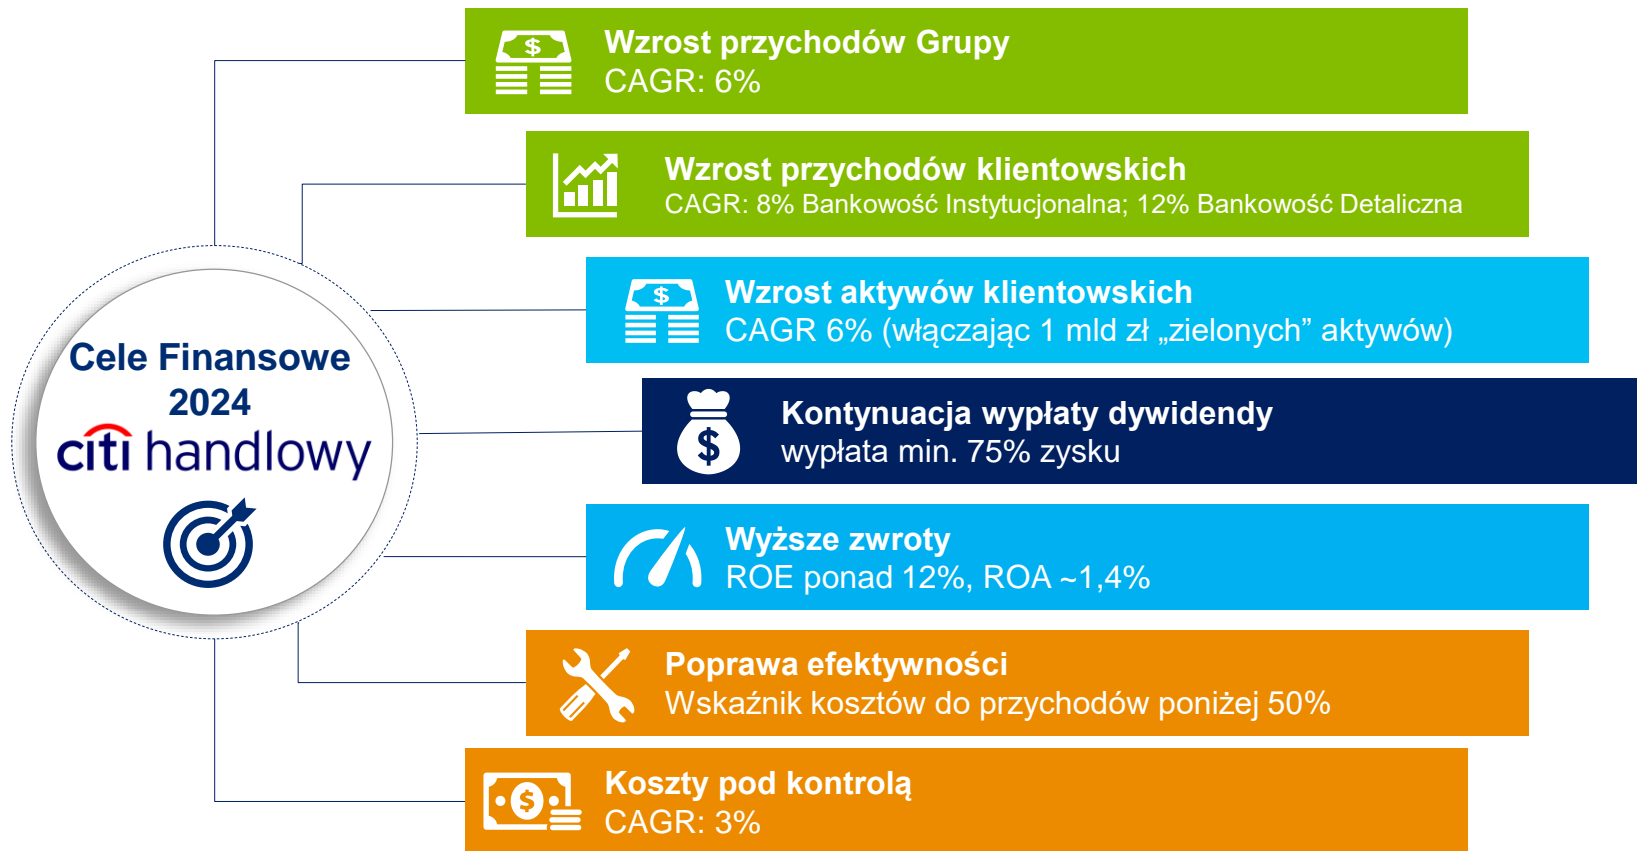 Wzrost przychodów Grupy
CAGR: 6%
Wzrost przychodów klientowskich
CAGR: 8% Bankowość Instytucjonalna; 12% Bankowość Detaliczna
Wzrost aktywów klientowskich
CAGR 6% (włączając 1 mld zł „zielonych” aktywów)
Cele Finansowe
2024
citi handlowy
Kontynuacja wypłaty dywidendy
wypłata min. 75% zysku
Wyższe zwroty
ROE ponad 12%, ROA ~1,4%
Poprawa efektywności
Wskaźnik kosztów do przychodów poniżej 50%
Koszty pod kontrolą
CAGR: 3%